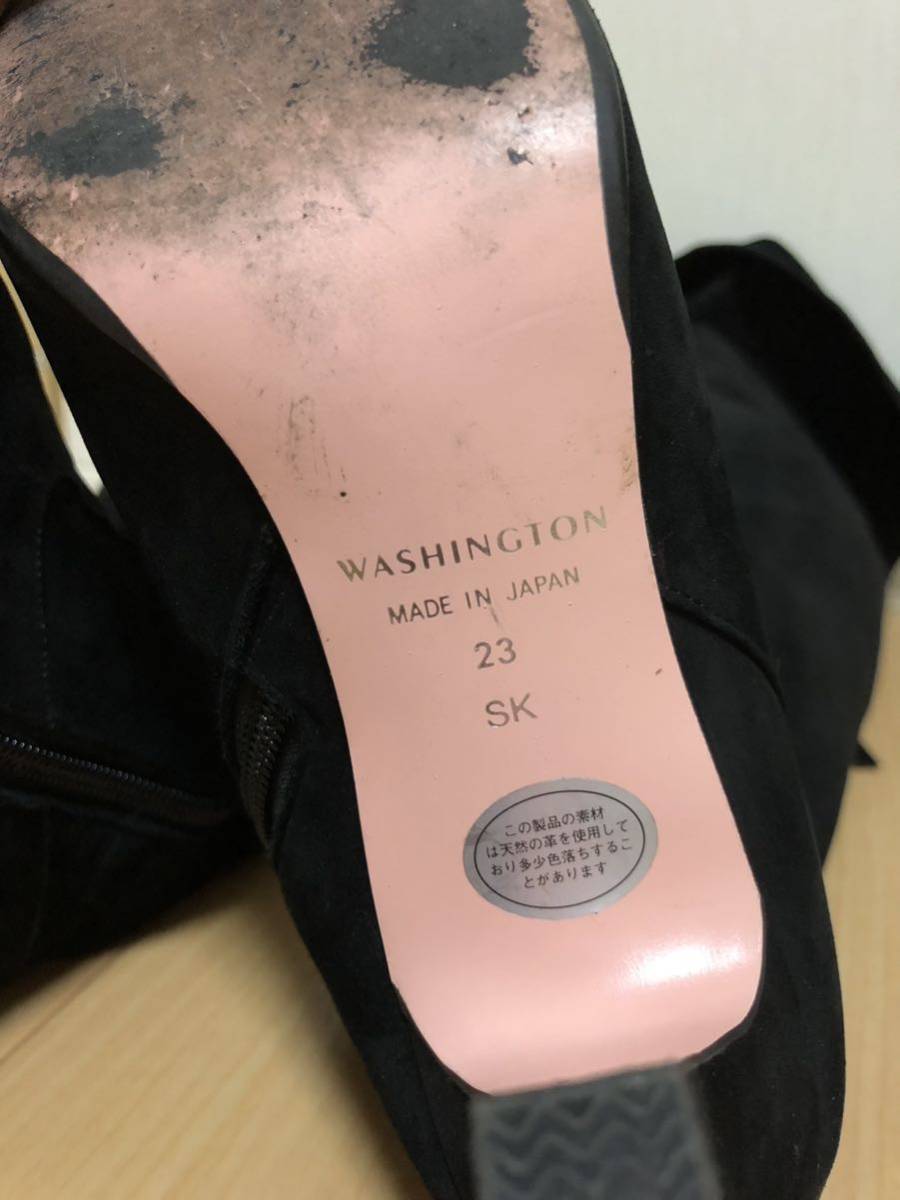 WASHINGTON
MADE IN JAPAN
23
SK
この製品の素材
は天然の革を使用して
おり多少色落ちするこ
とがあります